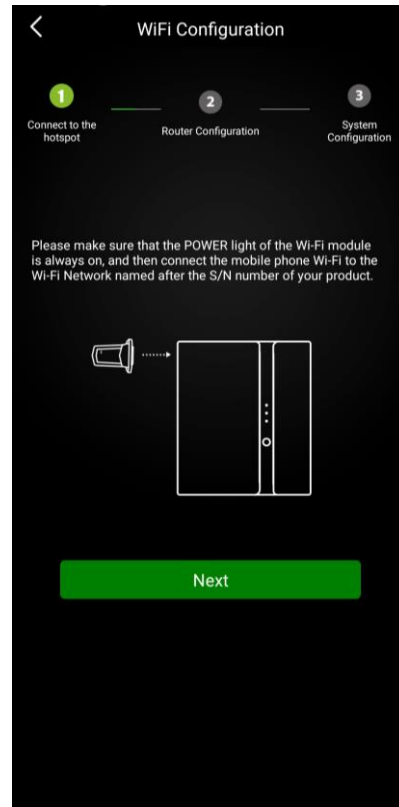 WiFi Configuration
1
2
3
Connect to the
hotspot
Router Configuration
System
Configuration
Please make sure that the POWER light of the Wi-Fi module
is always on, and then connect the mobile phone Wi-Fi to the
Wi-Fi Network named after the S/N number of your product.
Next